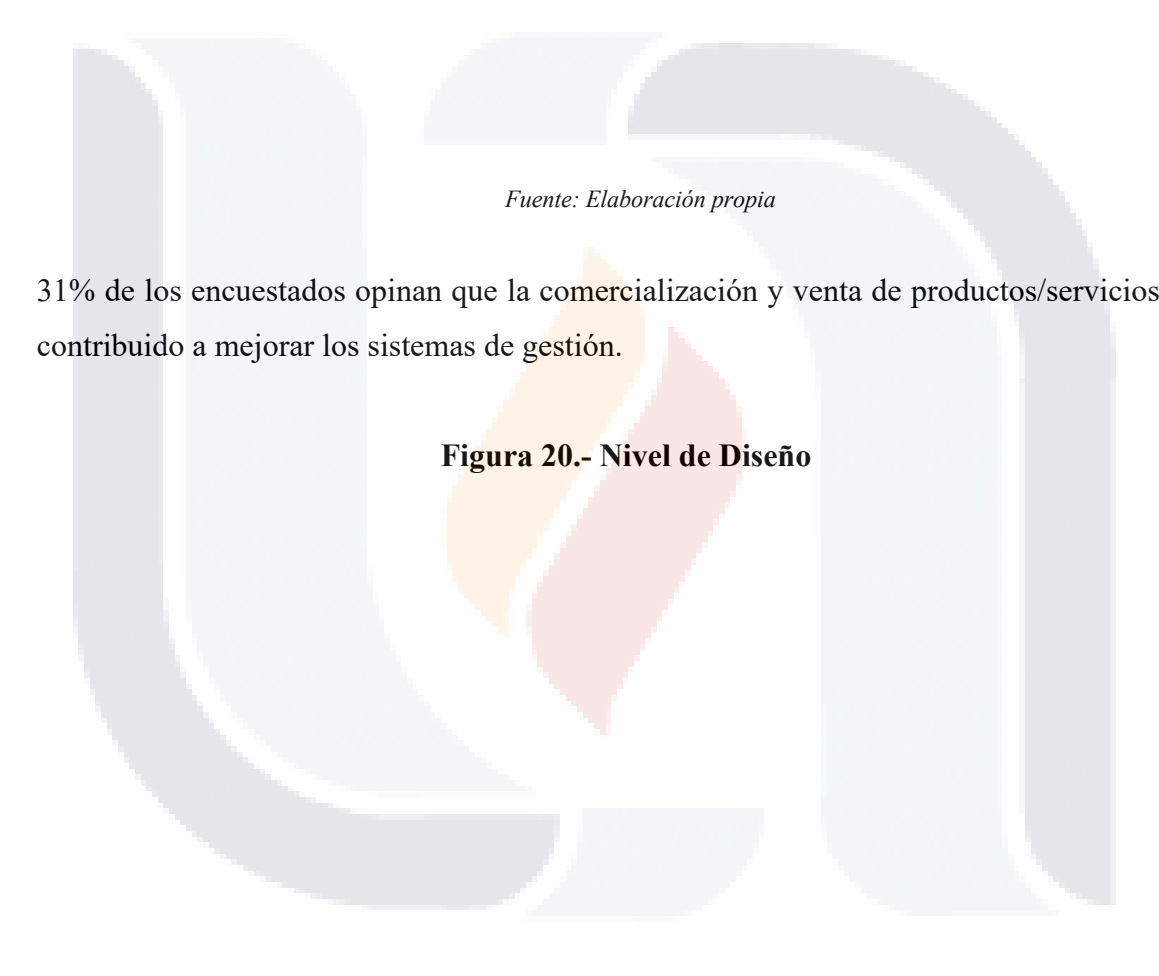 Fuente: Elaboración propia
31% de los encuestados opinan que la comercialización y venta de productos/servicios
contribuido a mejorar los sistemas de gestión.
Figura 20.- Nivel de Diseño